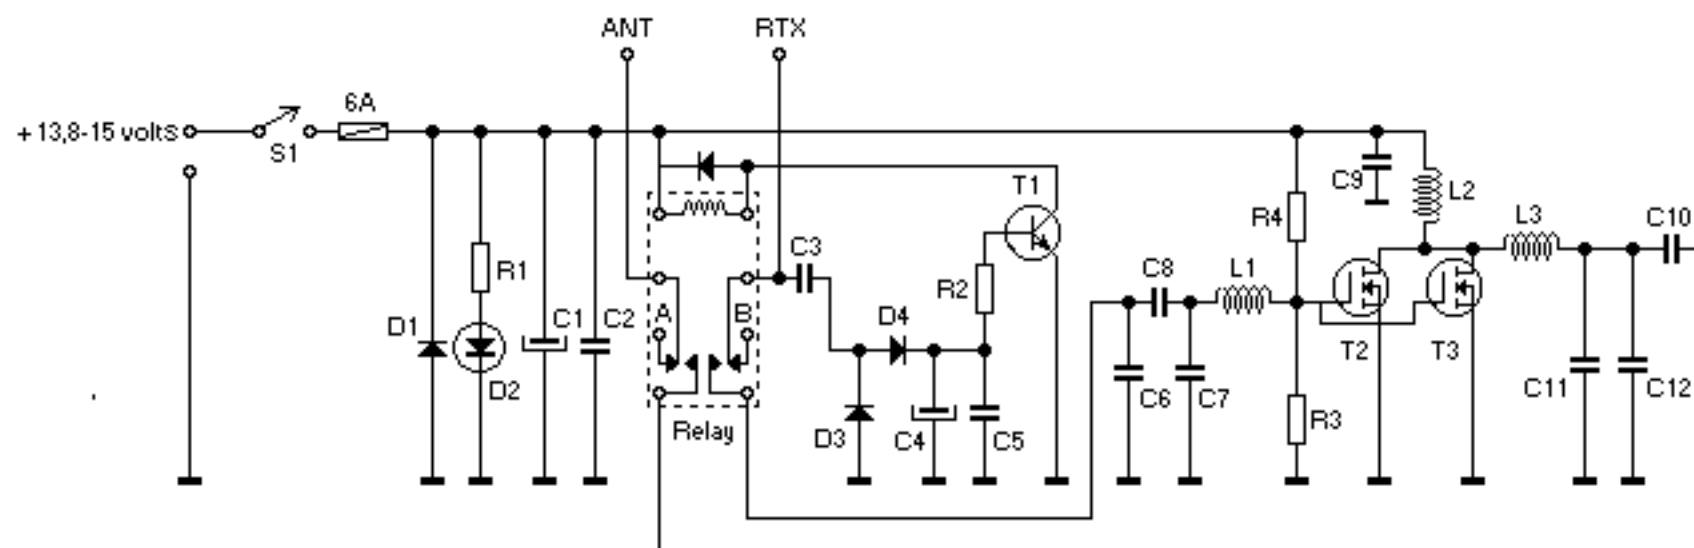 ANT
RTX
6A
+ 13,8-15 voltS
S1
T1
C9
L2
R4
L3
C10
C3
C8
L1
R1
R2
A
B
D4
D1
C1
C2
T2
T3
D2
C6
C7
C11
C12
Relay
D3
C4
C5
R3